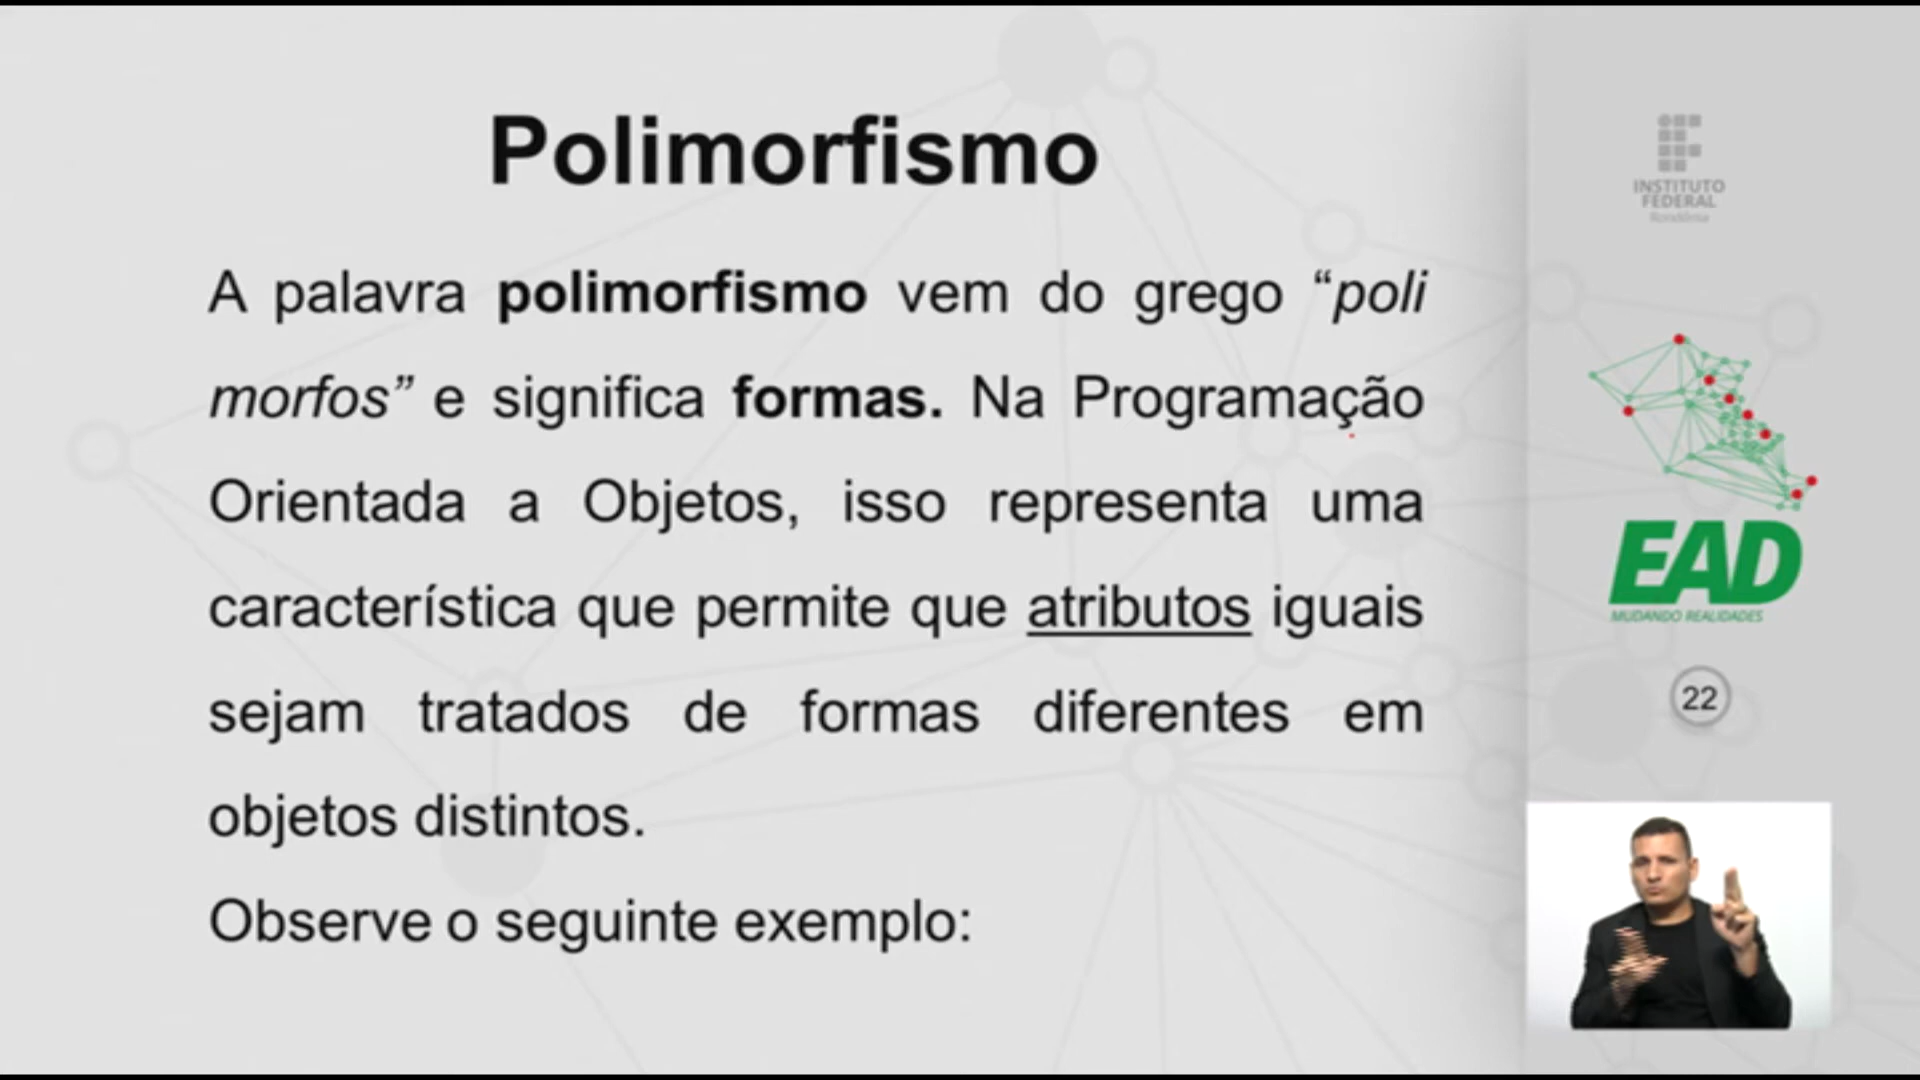 Polimorfismo
A palavra polimorfismo vem do grego “poli
morfos” e significa formas. Na Programação
Orientada a Objetos, isso representa uma
característica que permite que atributos iguais
sejam tratados de formas diferentes em
objetos distintos.
Observe o seguinte exemplo:
INSTITUTO
FEDERAL
Rondônia
EAD
MUDANDO REALIDADES
22